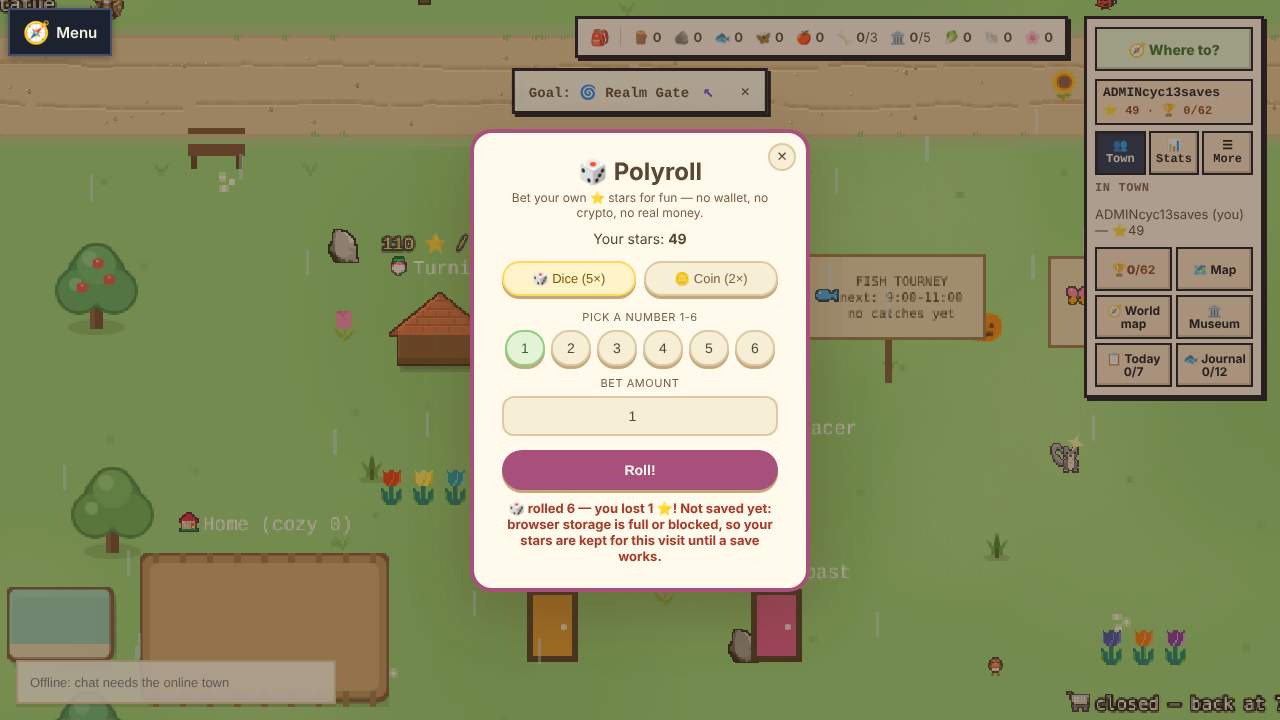 Menu
0 0 0 0 0 0/3 0/5 0 0 0
Goal: Realm Gate ×
Where to?
ADMINcyc13saves
49 · 0/62
Town
Stats
More
IN TOWN
ADMINcyc13saves (you)
— 49
0/62
Map
World
map
Museum
Today
0/7
Journal
0/12
×
Polyroll
Bet your own stars for fun — no wallet, no
crypto, no real money.
Your stars: 49
Dice (5×)
Coin (2×)
PICK A NUMBER 1-6
1 2 3 4 5 6
BET AMOUNT
1
Roll!
rolled 6 — you lost 1 ! Not saved yet:
browser storage is full or blocked, so your
stars are kept for this visit until a save
works.
110 /
Turni
FISH TOURNEY
next: 9:00-11:00
no catches yet
acer
Home (cozy 0)
oast
Offline: chat needs the online town
closed — back at 7